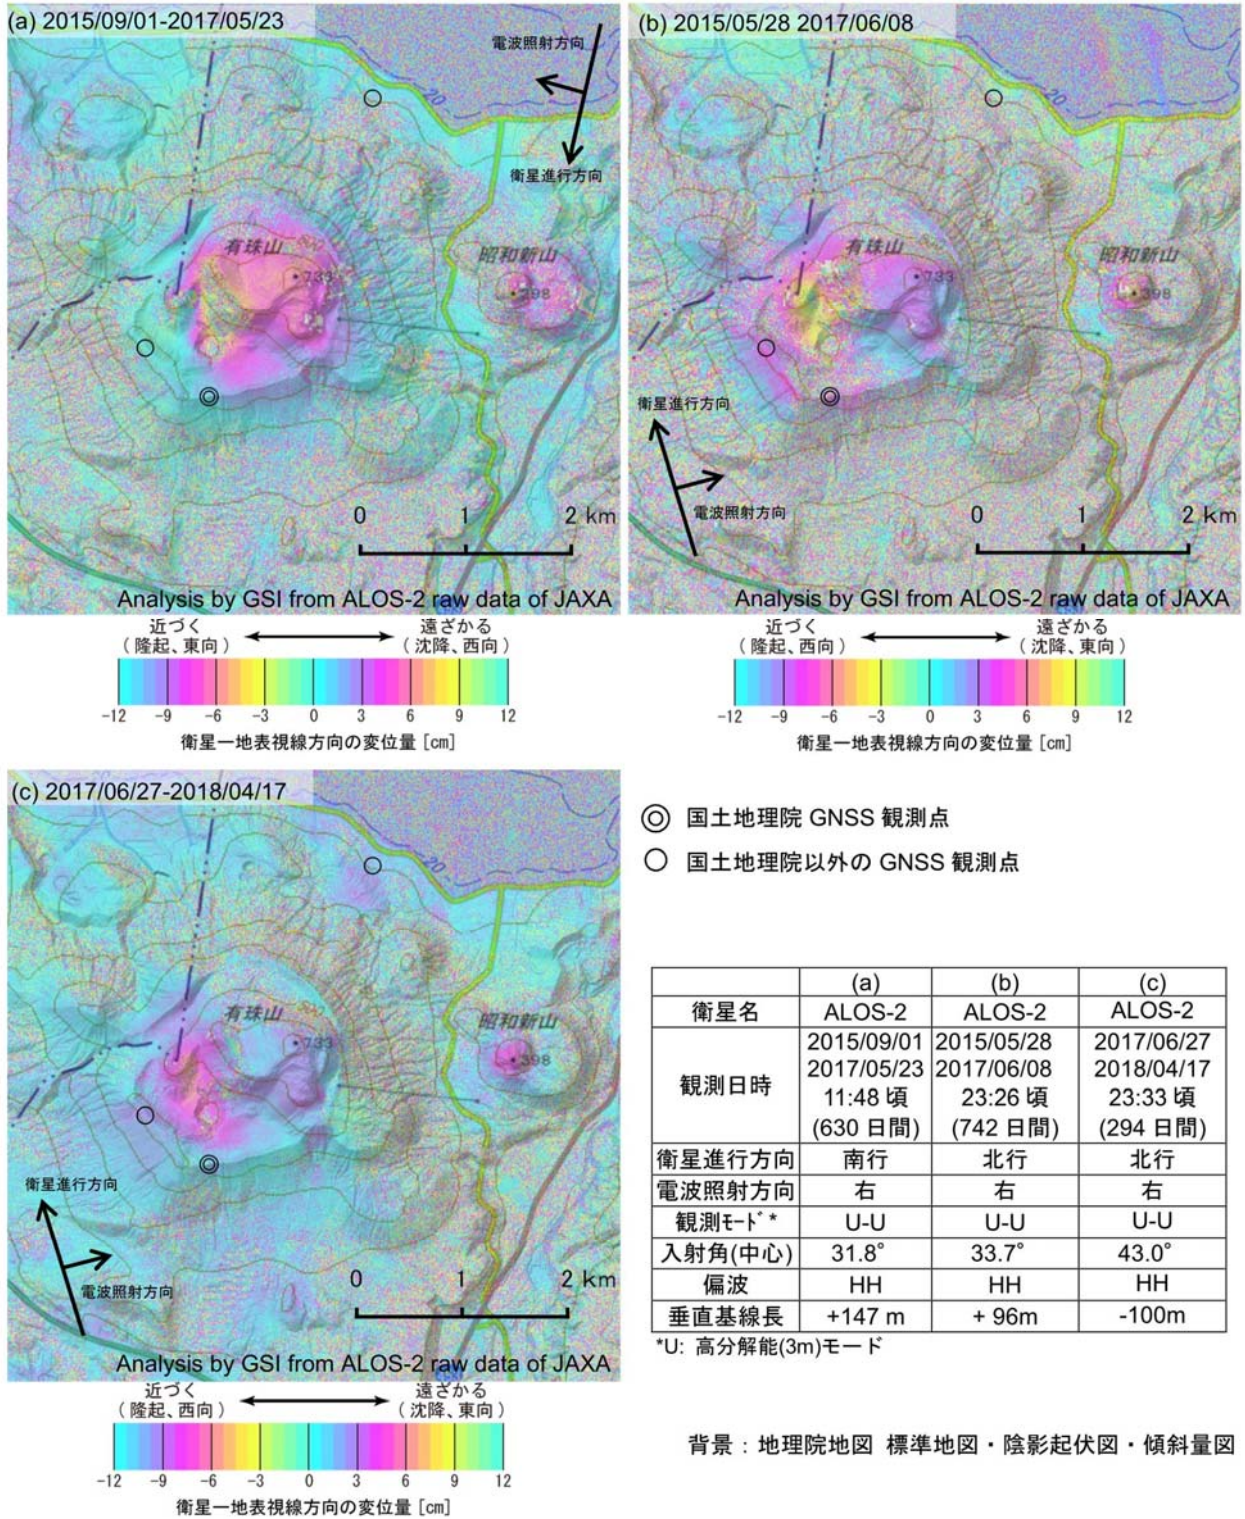 (a) 2015/09/01-2017/05/23
電波照射方向
衛星進行方向
20
有珠山
733
昭和新山
398
0 1 2 km
Analysis by GSI from ALOS-2 raw data of JAXA
近づく 遠ざかる
(隆起、東向) (沈降、西向)
-12 -9 -6 -3 0 3 6 9 12
衛星ー地表視線方向の変位量 [cm]
(b) 2015/05/28 2017/06/08
20
有珠山
733
昭和新山
398
衛星進行方向
電波照射方向
0 1 2 km
Analysis by GSI from ALOS-2 raw data of JAXA
近づく 遠ざかる
(隆起、西向) (沈降、東向)
-12 -9 -6 -3 0 3 6 9 12
衛星ー地表視線方向の変位量 [cm]
(c) 2017/06/27-2018/04/17
20
有珠山
733
昭和新山
398
衛星進行方向
電波照射方向
0 1 2 km
Analysis by GSI from ALOS-2 raw data of JAXA
近づく 遠ざかる
(隆起、西向) (沈降、東向)
-12 -9 -6 -3 0 3 6 9 12
衛星ー地表視線方向の変位量 [cm]
◎ 国土地理院 GNSS 観測点
○ 国土地理院以外の GNSS 観測点
(a) (b) (c)
衛星名 ALOS-2 ALOS-2 ALOS-2
観測日時
2015/09/01 2015/05/28 2017/06/27
2017/05/23 2017/06/08 2018/04/17
11:48 頃 23:26 頃 23:33 頃
(630 日間) (742 日間) (294 日間)
衛星進行方向 南行 北行 北行
電波照射方向 右 右 右
観測ﾓｰﾄﾞ* U-U U-U U-U
入射角(中心) 31.8° 33.7° 43.0°
偏波 HH HH HH
垂直基線長 +147 m + 96m -100m
*U: 高分解能(3m)モード
背景：地理院地図 標準地図・陰影起伏図・傾斜量図